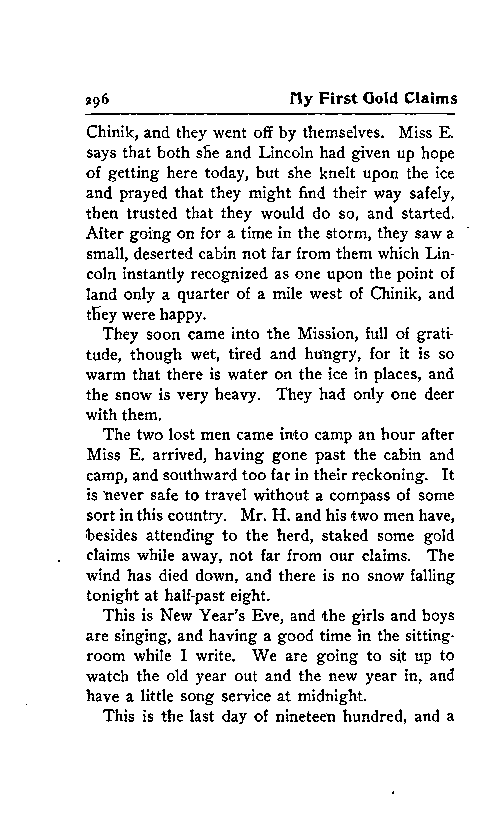 296 My First Gold Claims
Chinik, and they went off by themselves. Miss E.
says that both she and Lincoln had given up hope
of getting here today, but she knelt upon the ice
and prayed that they might find their way safely,
then trusted that they would do so, and started.
After going on for a time in the storm, they saw a
small, deserted cabin not far from them which Lin-
coln instantly recognized as one upon the point of
land only a quarter of a mile west of Chinik, and
they were happy.
They soon came into the Mission, full of grati-
tude, though wet, tired and hungry, for it is so
warm that there is water on the ice in places, and
the snow is very heavy. They had only one deer
with them.
The two lost men came into camp an hour after
Miss E. arrived, having gone past the cabin and
camp, and southward too far in their reckoning. It
is never safe to travel without a compass of some
sort in this country. Mr. H. and his two men have,
besides attending to the herd, staked some gold
claims while away, not far from our claims. The
wind has died down, and there is no snow falling
tonight at half-past eight.
This is New Year's Eve, and the girls and boys
are singing, and having a good time in the sitting-
room while I write. We are going to sit up to
watch the old year out and the new year in, and
have a little song service at midnight.
This is the last day of nineteen hundred, and a